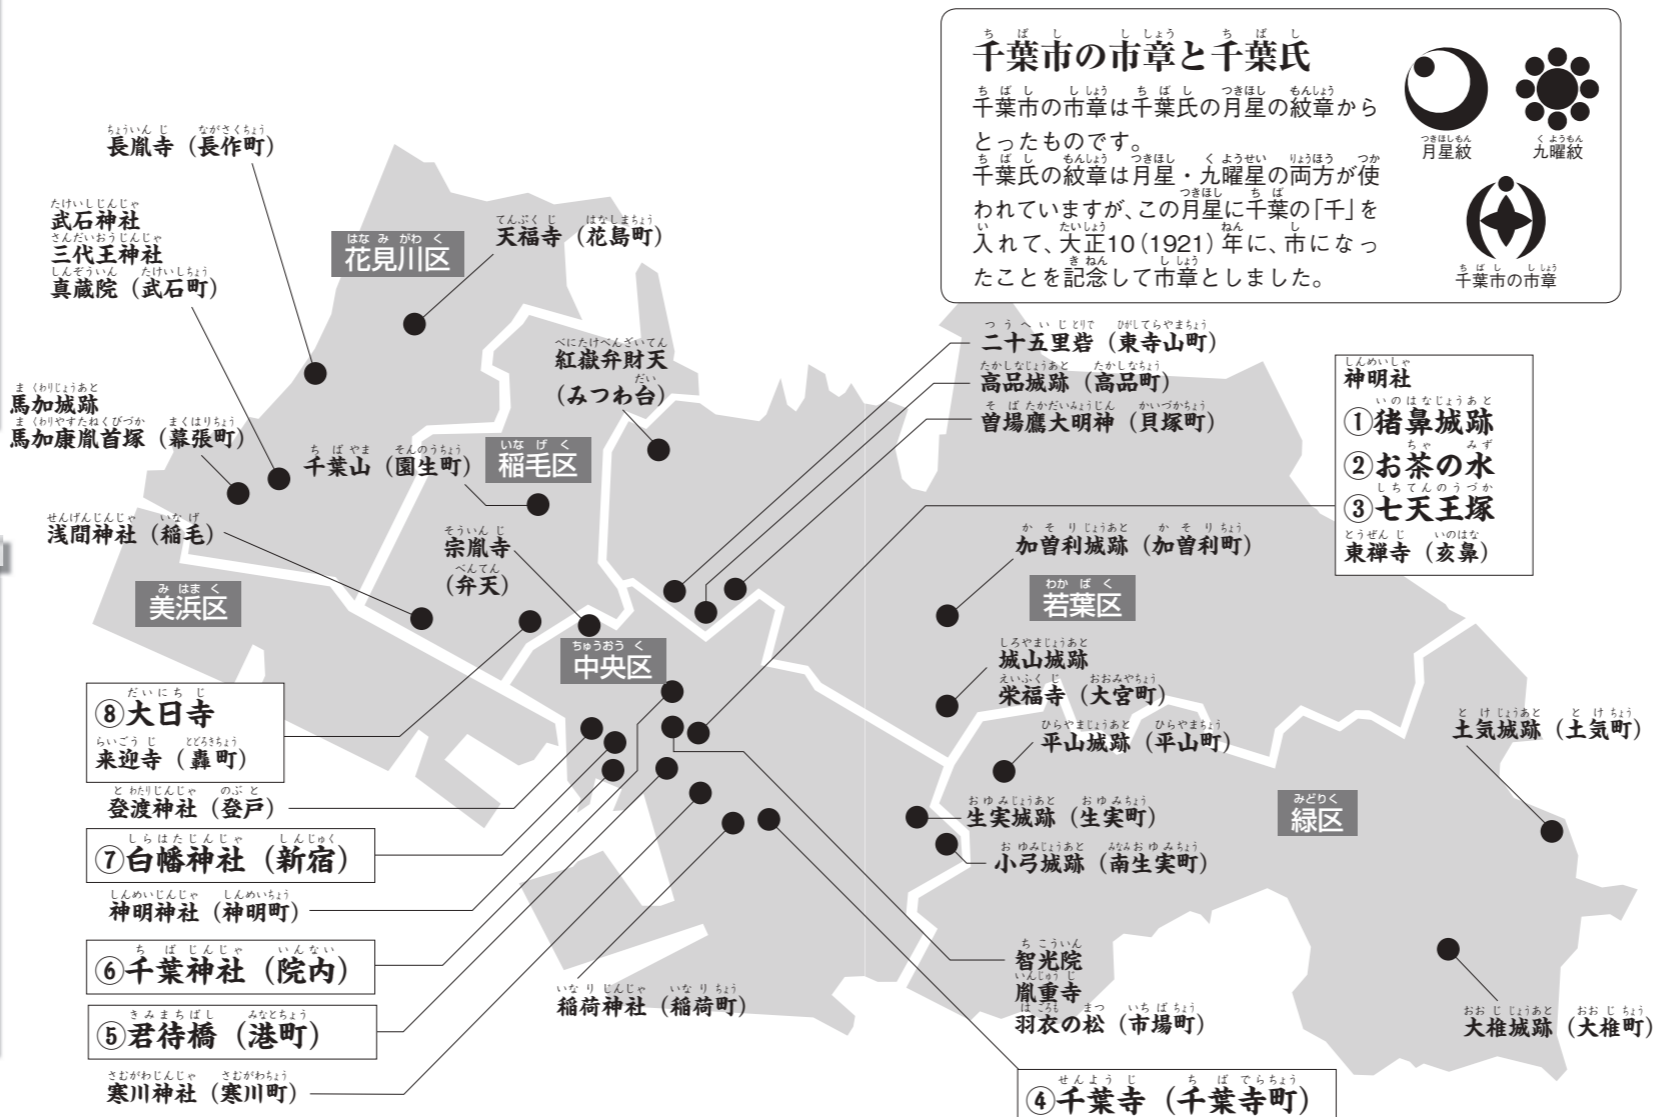 千葉市の市章と千葉氏
千葉市の市章は千葉氏の月星の紋章から
とったものです。
千葉氏の紋章は月星・九曜星の両方が使
われていますが、この月星に千葉の「千」を
入れて、大正10(1921)年に、市になっ
たことを記念して市章としました。
月星紋
九曜紋
千葉市の市章
長胤寺(長作町)
武石神社
三代王神社
真蔵院(武石町)
花見川区
天福寺(花島町)
紅嶽弁財天
(みつわ台)
馬加城跡
馬加康胤首塚(幕張町)
千葉山(園生町)
稲毛区
浅間神社(稲毛)
宗胤寺
(弁天)
美浜区
中央区
二十五里砦(東寺山町)
高品城跡(高品町)
曽場鷹大明神(貝塚町)
神明社
①猪鼻城跡
②お茶の水
③七天王塚
東禅寺(亥鼻)
加曽利城跡(加曽利町)
若葉区
城山城跡
栄福寺(大宮町)
平山城跡(平山町)
土気城跡(土気町)
生実城跡(生実町)
緑区
小弓城跡(南生実町)
⑧大日寺
来迎寺(轟町)
登渡神社(登戸)
⑦白幡神社(新宿)
神明神社(神明町)
⑥千葉神社(院内)
⑤君待橋(港町)
寒川神社(寒川町)
稲荷神社(稲荷町)
智光院
胤重寺
羽衣の松(市場町)
大椎城跡(大椎町)
④千葉寺(千葉寺町)